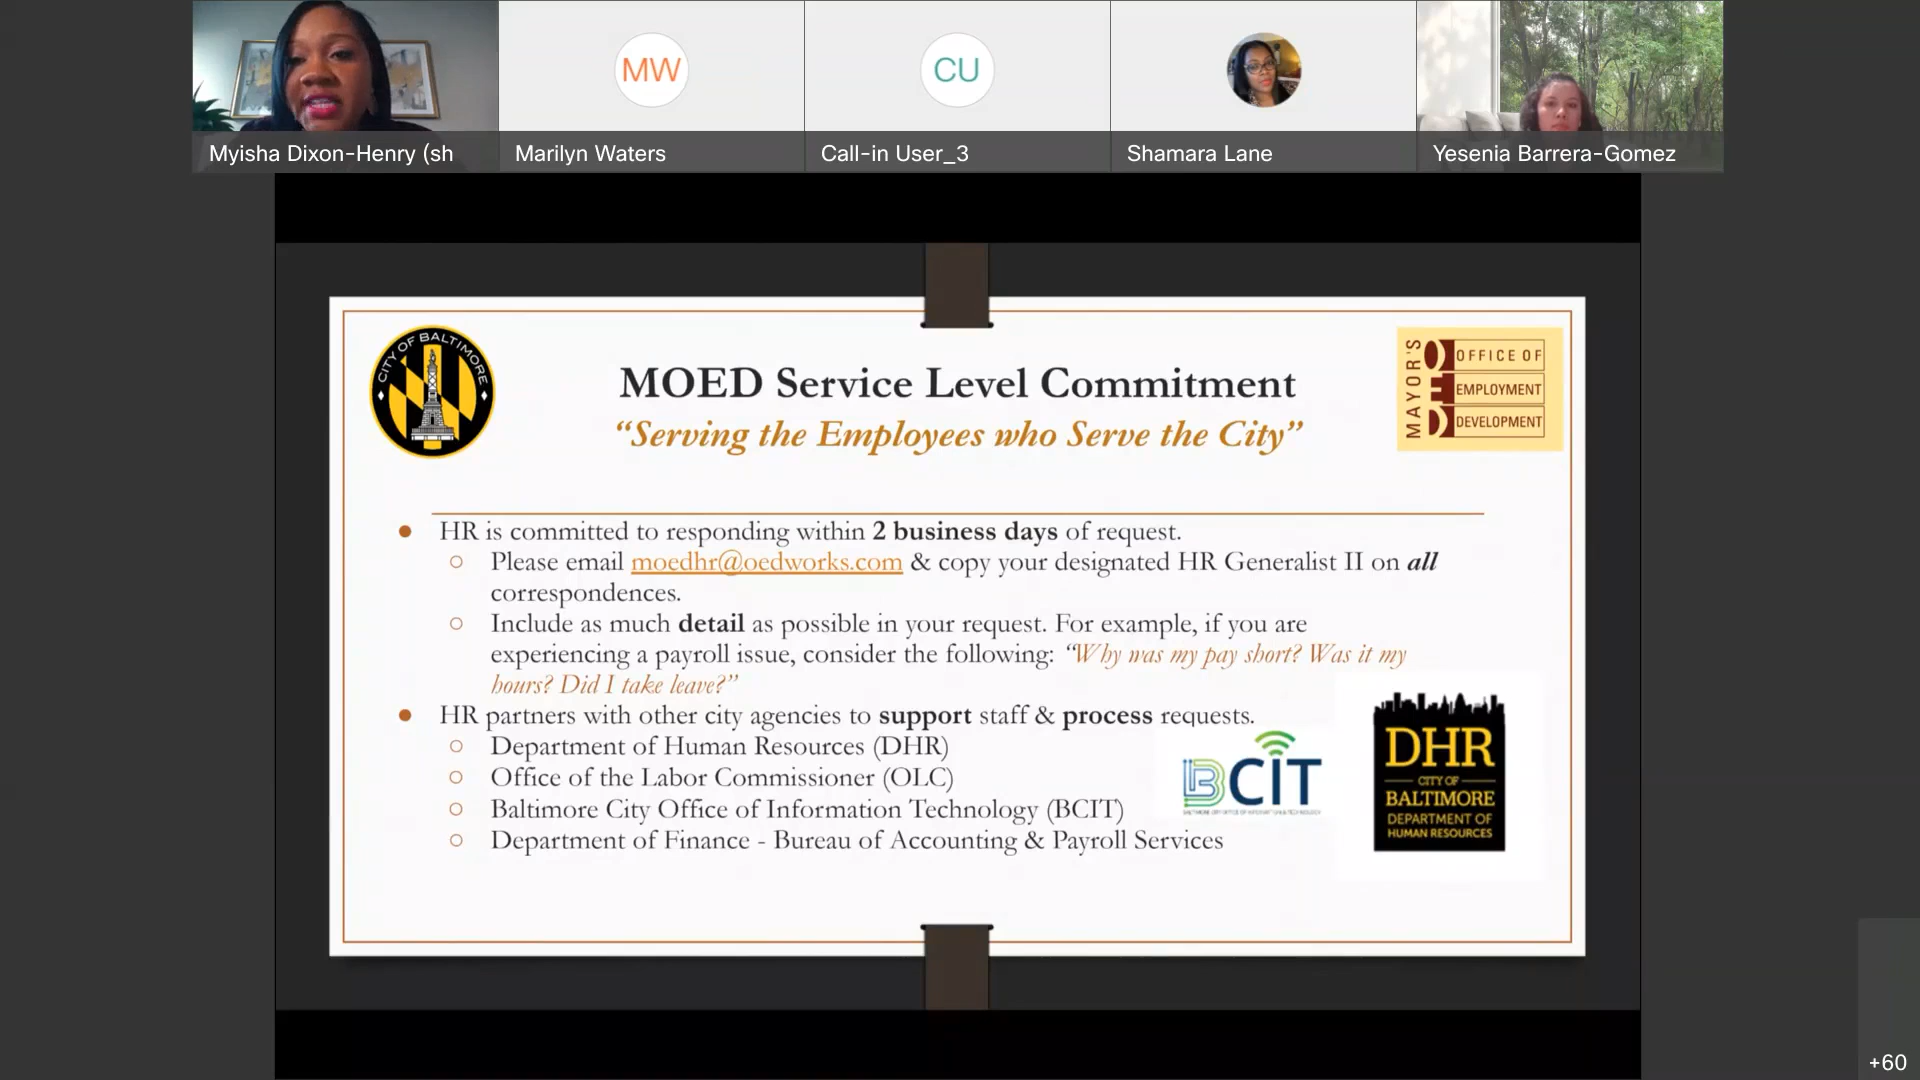 MW
CU
Myisha Dixon-Henry (sh
Marilyn Waters
Call-in User_3
Shamara Lane
Yesenia Barrera-Gomez
CITY OF BALTIMORE
MOED Service Level Commitment
“Serving the Employees who Serve the City”
MAYOR'S
OED
OFFICE OF
EMPLOYMENT
DEVELOPMENT
HR is committed to responding within 2 business days of request.
Please email moedhr@oedworks.com & copy your designated HR Generalist II on all
correspondences.
Include as much detail as possible in your request. For example, if you are
experiencing a payroll issue, consider the following: “Why was my pay short? Was it my
hours? Did I take leave?”
HR partners with other city agencies to support staff & process requests.
Department of Human Resources (DHR)
Office of the Labor Commissioner (OLC)
Baltimore City Office of Information Technology (BCIT)
Department of Finance - Bureau of Accounting & Payroll Services
BCIT
BALTIMORE CITY OFFICE OF INFORMATION & TECHNOLOGY
DHR
CITY OF
BALTIMORE
DEPARTMENT OF
HUMAN RESOURCES
+60